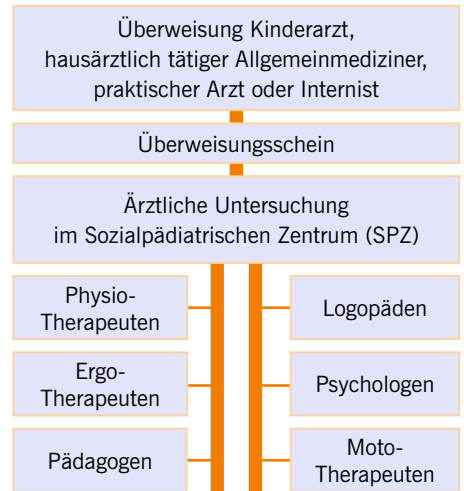 Überweisung Kinderarzt,
hausärztlich tätiger Allgemeinmediziner,
praktischer Arzt oder Internist
Überweisungsschein
Ärztliche Untersuchung
im Sozialpädiatrischen Zentrum (SPZ)
Physio-
Therapeuten
Logopäden
Ergo-
Therapeuten
Psychologen
Pädagogen
Moto-
Therapeuten